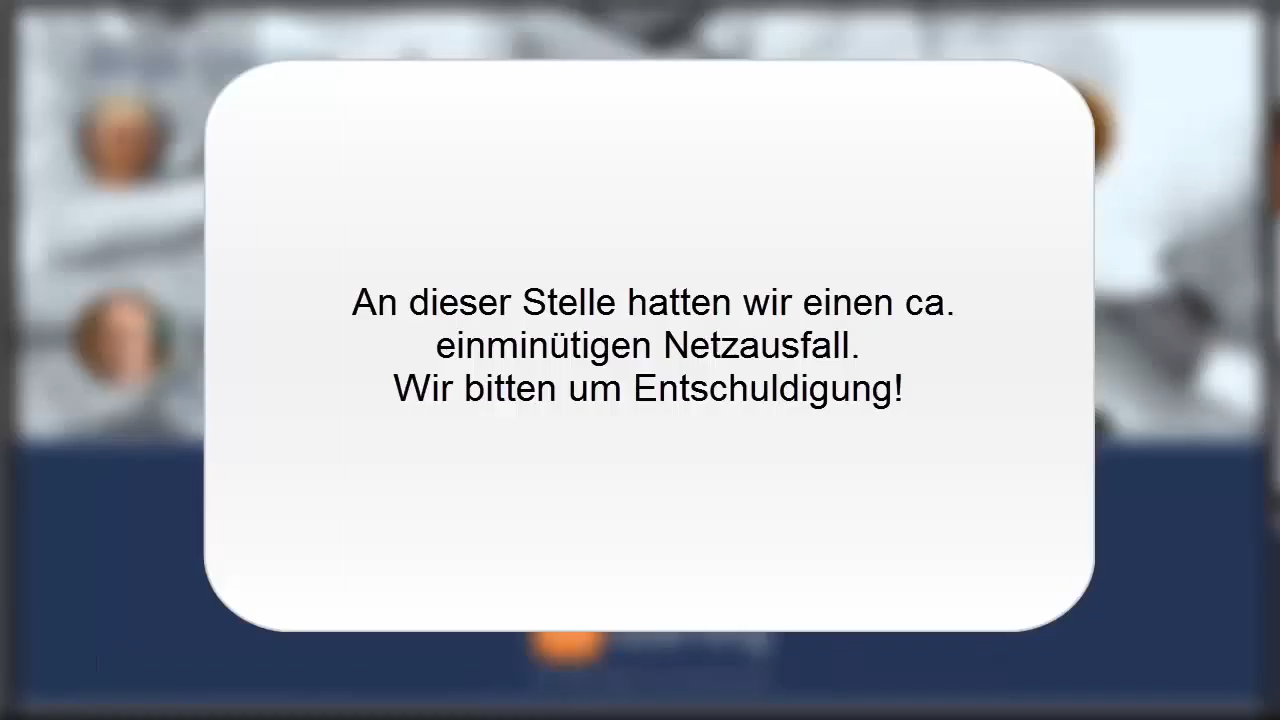 An dieser Stelle hatten wir einen ca.
einminütigen Netzausfall.
Wir bitten um Entschuldigung!